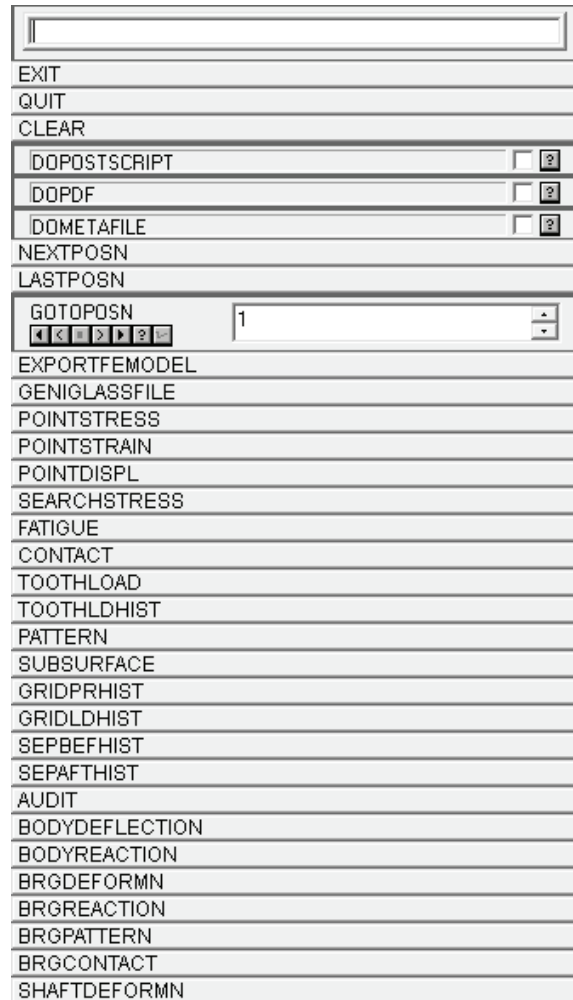 EXIT
QUIT
CLEAR
DOPOSTSCRIPT ?
DOPDF ?
DOMETAFILE ?
NEXTPOSN
LASTPOSN
GOTOPOSN 1
?
EXPORTFEMODEL
GENIGLASSFILE
POINTSTRESS
POINTSTRAIN
POINTDISPL
SEARCHSTRESS
FATIGUE
CONTACT
TOOTHLOAD
TOOTHLDHIST
PATTERN
SUBSURFACE
GRIDPRHIST
GRIDLDHIST
SEPBEFHIST
SEPAFTHIST
AUDIT
BODYDEFLECTION
BODYREACTION
BRGDEFORMN
BRGREACTION
BRGPATTERN
BRGCONTACT
SHAFTDEFORMN